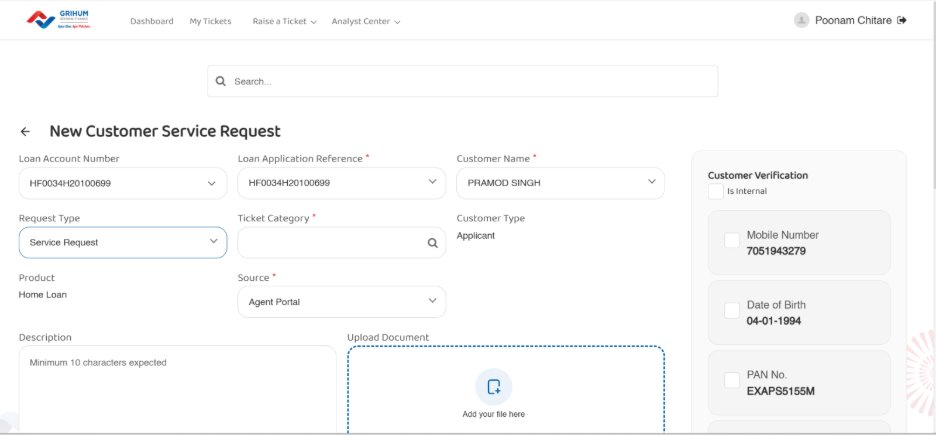 GRIHUM
Dashboard My Tickets Raise a Ticket Analyst Center Poonam Chitare
Search...
New Customer Service Request
Loan Account Number Loan Application Reference * Customer Name *
HF0034H20100699 HF0034H20100699 PRAMOD SINGH
Request Type Ticket Category * Customer Type
Service Request Applicant
Product Source *
Home Loan Agent Portal
Description Upload Document
Minimum 10 characters expected
Add your file here
Customer Verification
Is Internal
Mobile Number
7051943279
Date of Birth
04-01-1994
PAN No.
EXAPS5155M